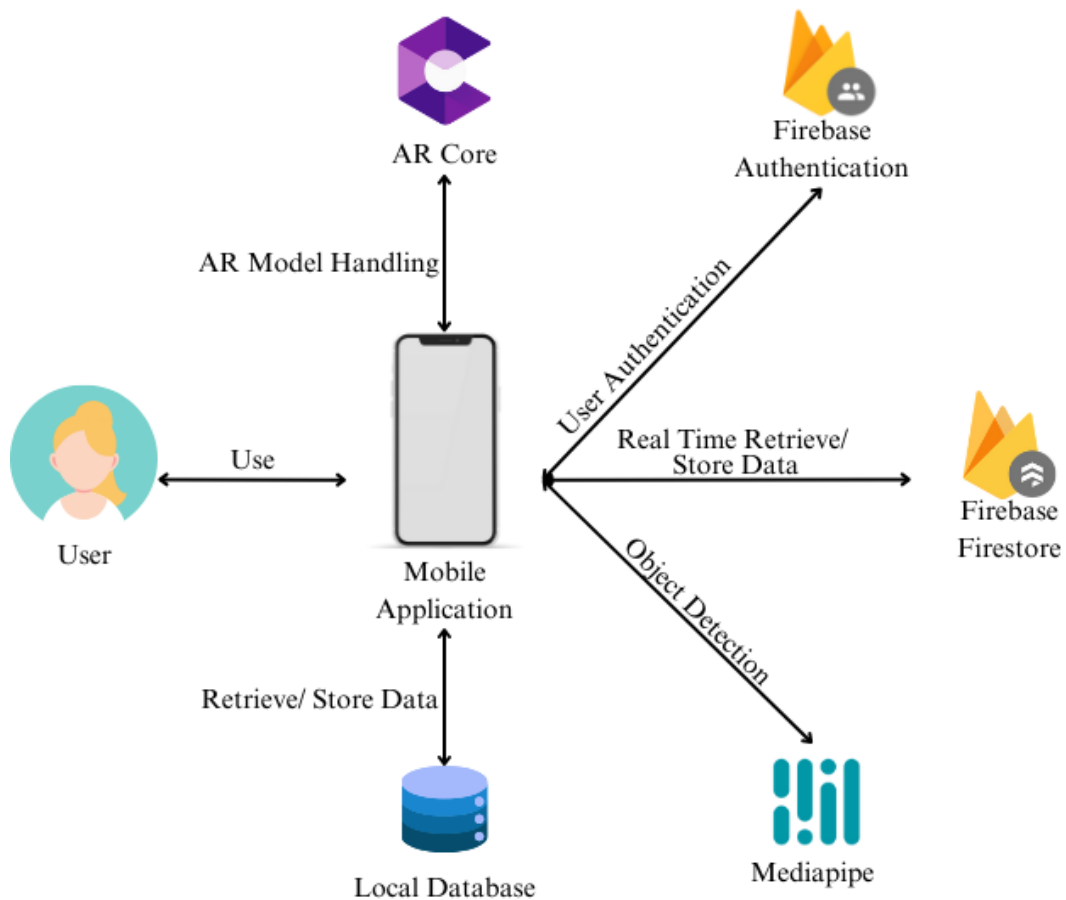 AR Core
Firebase
Authentication
AR Model Handling
User Authentication
Use
Real Time Retrieve/
Store Data
User
Firebase
Firestore
Mobile
Application
Object Detection
Retrieve/ Store Data
Local Database
Mediapipe